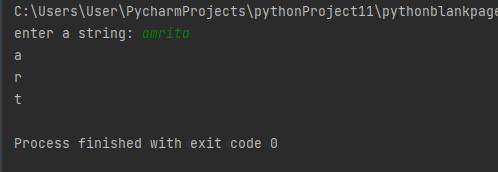 C:\Users\User\PycharmProjects\pythonProject11\pythonblankpage
enter a string: amrita
a
r
t
Process finished with exit code 0